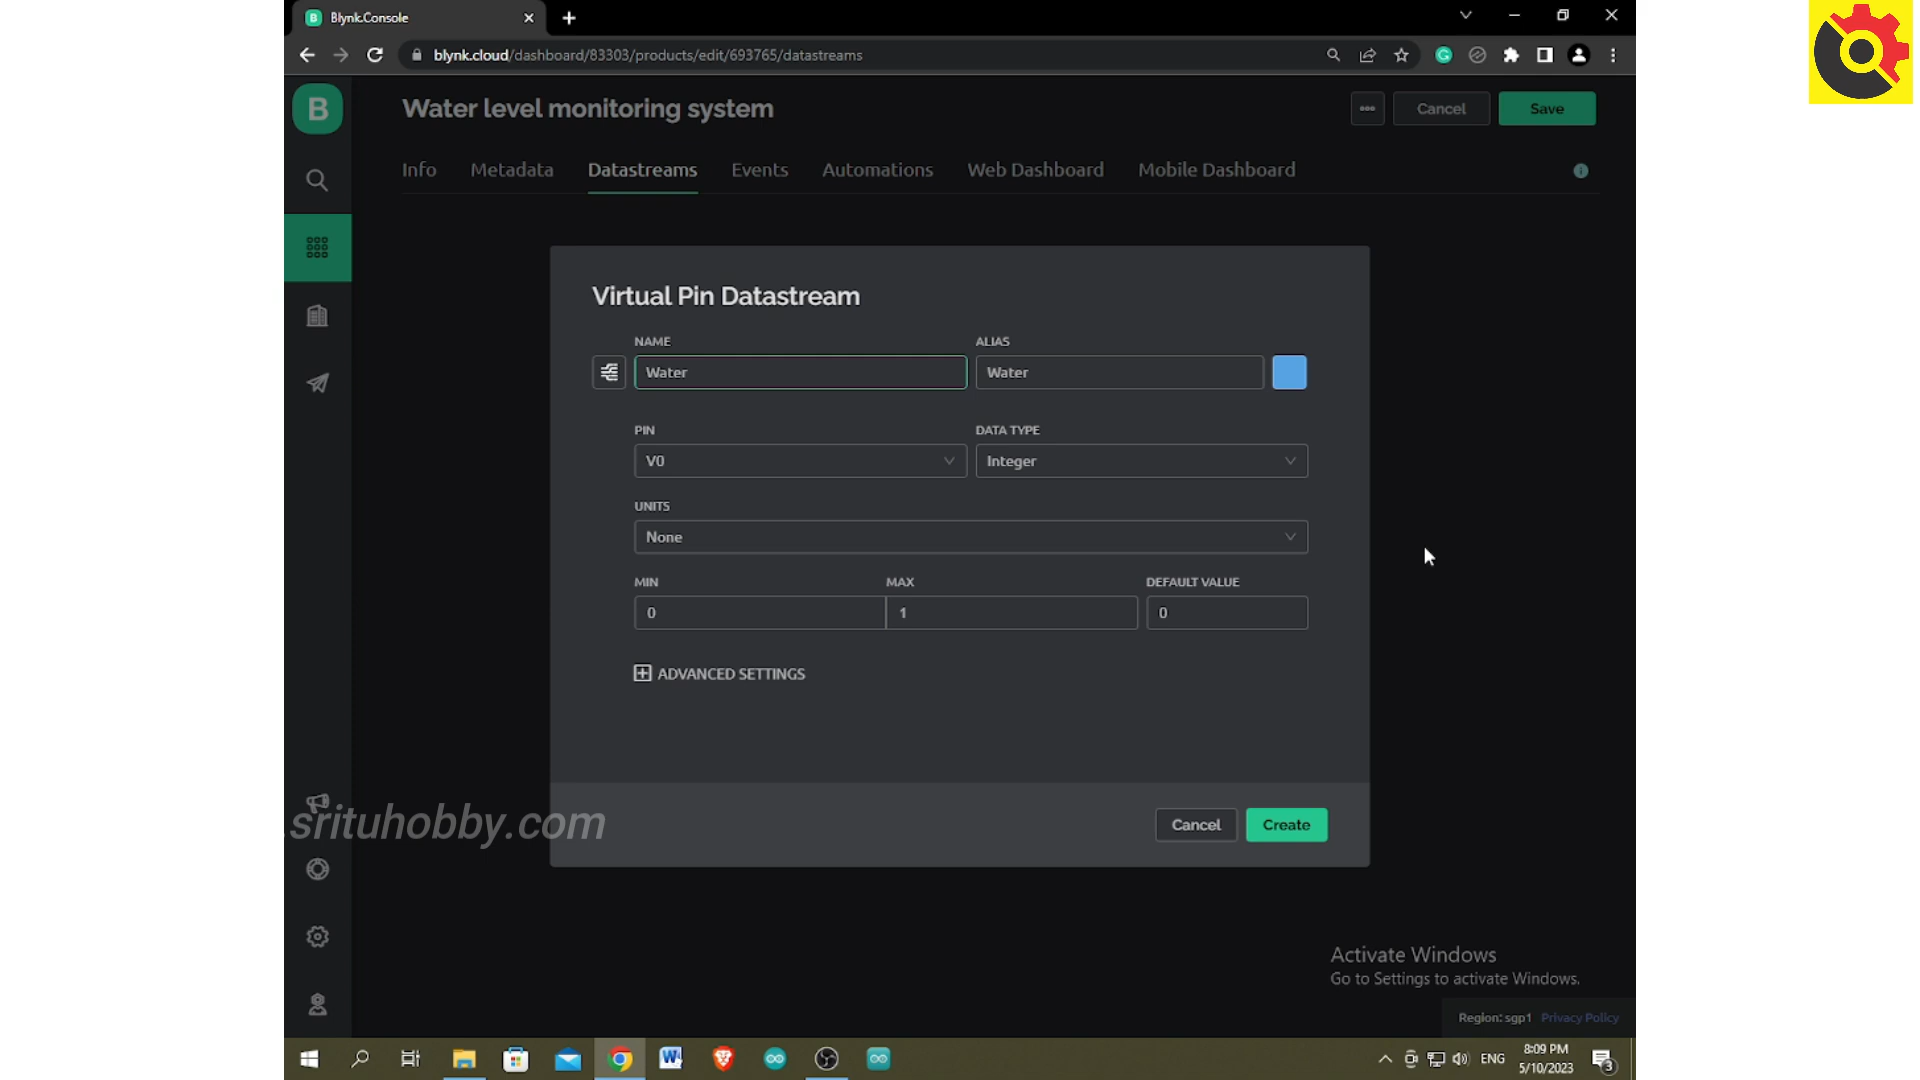 Blynk.Console
blynk.cloud/dashboard/83303/products/edit/693765/datastreams
B
Water level monitoring system
Cancel
Save
Info
Metadata
Datastreams
Events
Automations
Web Dashboard
Mobile Dashboard
Virtual Pin Datastream
NAME
ALIAS
Water
Water
PIN
DATA TYPE
V0
Integer
UNITS
None
MIN
MAX
DEFAULT VALUE
0
1
0
ADVANCED SETTINGS
srituhobby.com
Cancel
Create
Activate Windows
Go to Settings to activate Windows.
Region: sgp1 Privacy Policy
ENG
8:09 PM
5/10/2023
3